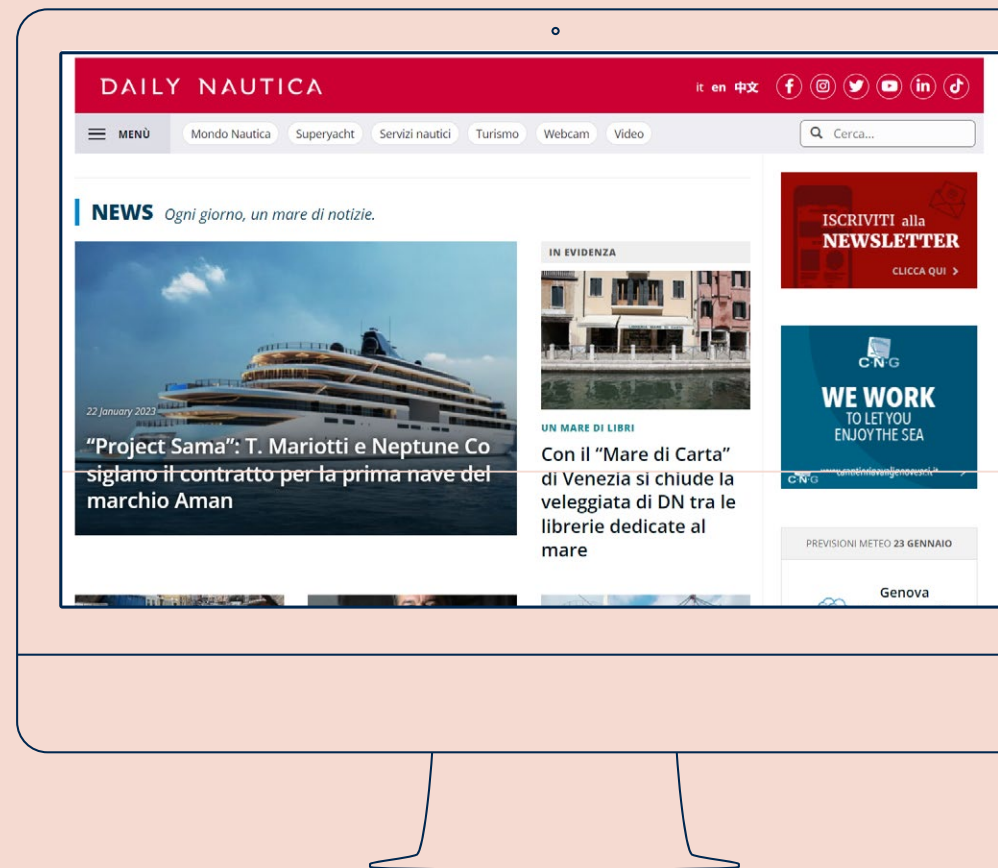 DAILY NAUTICA
it en 中文
MENÙ
Mondo Nautica Superyacht Servizi nautici Turismo Webcam Video
Cerca...
NEWS Ogni giorno, un mare di notizie.
22 January 2023
“Project Sama”: T. Mariotti e Neptune Co
siglano il contratto per la prima nave del
marchio Aman
IN EVIDENZA
UN MARE DI LIBRI
Con il “Mare di Carta”
di Venezia si chiude la
veleggiata di DN tra le
librerie dedicate al
mare
ISCRIVITI alla
NEWSLETTER
CLICCA QUI
C·N·G
WE WORK
TO LET YOU
ENJOY THE SEA
C·N·G
PREVISIONI METEO 23 GENNAIO
Genova